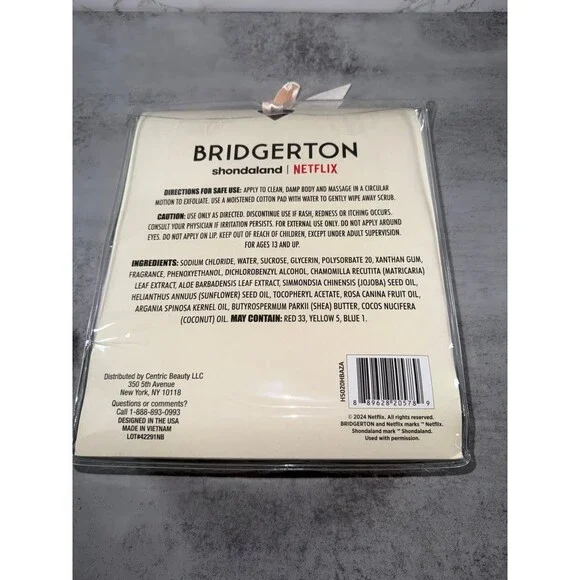 BRIDGERTON
shondaland | NETFLIX
DIRECTIONS FOR SAFE USE: APPLY TO CLEAN, DAMP BODY AND MASSAGE IN A CIRCULAR
MOTION TO EXFOLIATE. USE A MOISTENED COTTON PAD WITH WATER TO GENTLY WIPE AWAY SCRUB.
CAUTION: USE ONLY AS DIRECTED. DISCONTINUE USE IF RASH, REDNESS OR ITCHING OCCURS.
CONSULT YOUR PHYSICIAN IF IRRITATION PERSISTS. FOR EXTERNAL USE ONLY. DO NOT APPLY AROUND
EYES. DO NOT APPLY ON LIP. KEEP OUT OF REACH OF CHILDREN, EXCEPT UNDER ADULT SUPERVISION.
FOR AGES 13 AND UP.
INGREDIENTS: SODIUM CHLORIDE, WATER, SUCROSE, GLYCERIN, POLYSORBATE 20, XANTHAN GUM,
FRAGRANCE, PHENOXYETHANOL, DICHLOROBENZYL ALCOHOL, CHAMOMILLA RECUTITA (MATRICARIA)
LEAF EXTRACT, ALOE BARBADENSIS LEAF EXTRACT, SIMMONDSIA CHINENSIS (JOJOBA) SEED OIL,
HELIANTHUS ANNUUS (SUNFLOWER) SEED OIL, TOCOPHERYL ACETATE, ROSA CANINA FRUIT OIL,
ARGANIA SPINOSA KERNEL OIL, BUTYROSPERMUM PARKII (SHEA) BUTTER, COCOS NUCIFERA
(COCONUT) OIL. MAY CONTAIN: RED 33, YELLOW 5, BLUE 1.
Distributed by Centric Beauty LLC
350 5th Avenue
New York, NY 10118
Questions or comments?
Call 1-888-893-0993
DESIGNED IN THE USA
MADE IN VIETNAM
LOT#42291NB
HS020HBAZA
8 89628 20578 9
© 2024 Netflix. All rights reserved.
BRIDGERTON and Netflix marks ™ Netflix.
Shondaland mark ™ Shondaland.
Used with permission.